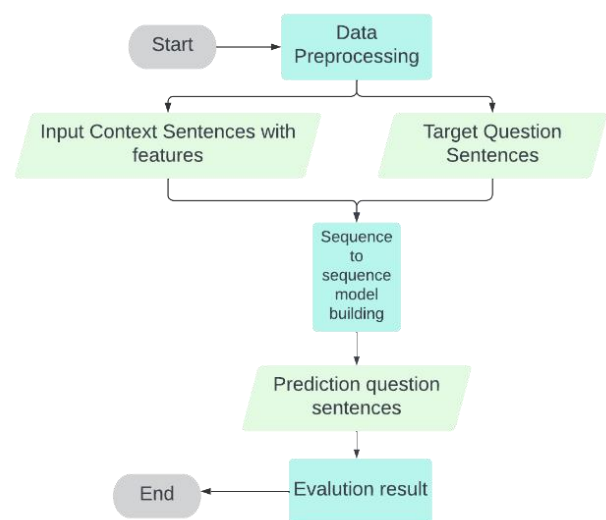 Start
Data
Preprocessing
Input Context Sentences with
features
Target Question
Sentences
Sequence
to
sequence
model
building
Prediction question
sentences
Evalution result
End